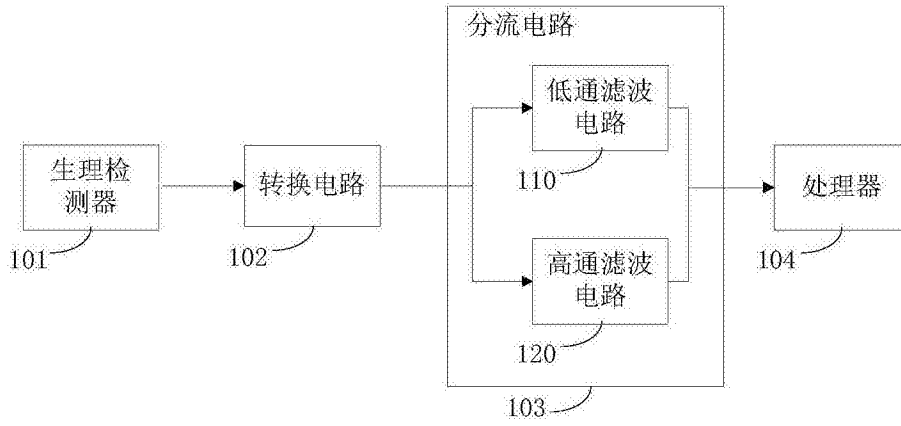 分流电路
低通滤波
电路
110
生理检
测器
101
转换电路
102
处理器
104
高通滤波
电路
120
103